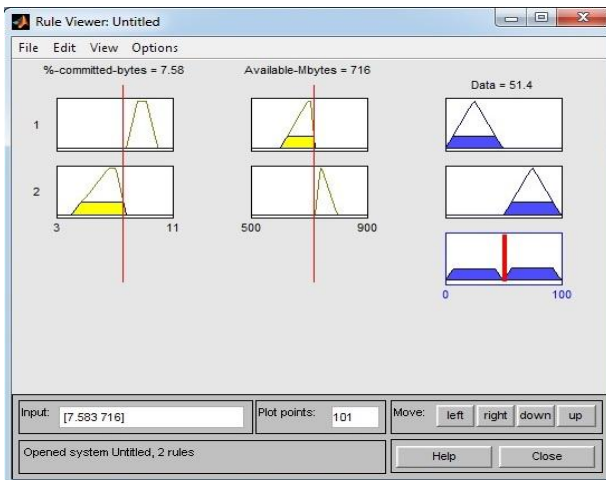 Rule Viewer: Untitled
File Edit View Options
%-committed-bytes = 7.58 Available-Mbytes = 716
Data = 51.4
1
2
3 11 500 900
0 100
Input: [7.583 716] Plot points: 101 Move: left right down up
Opened system Untitled, 2 rules Help Close